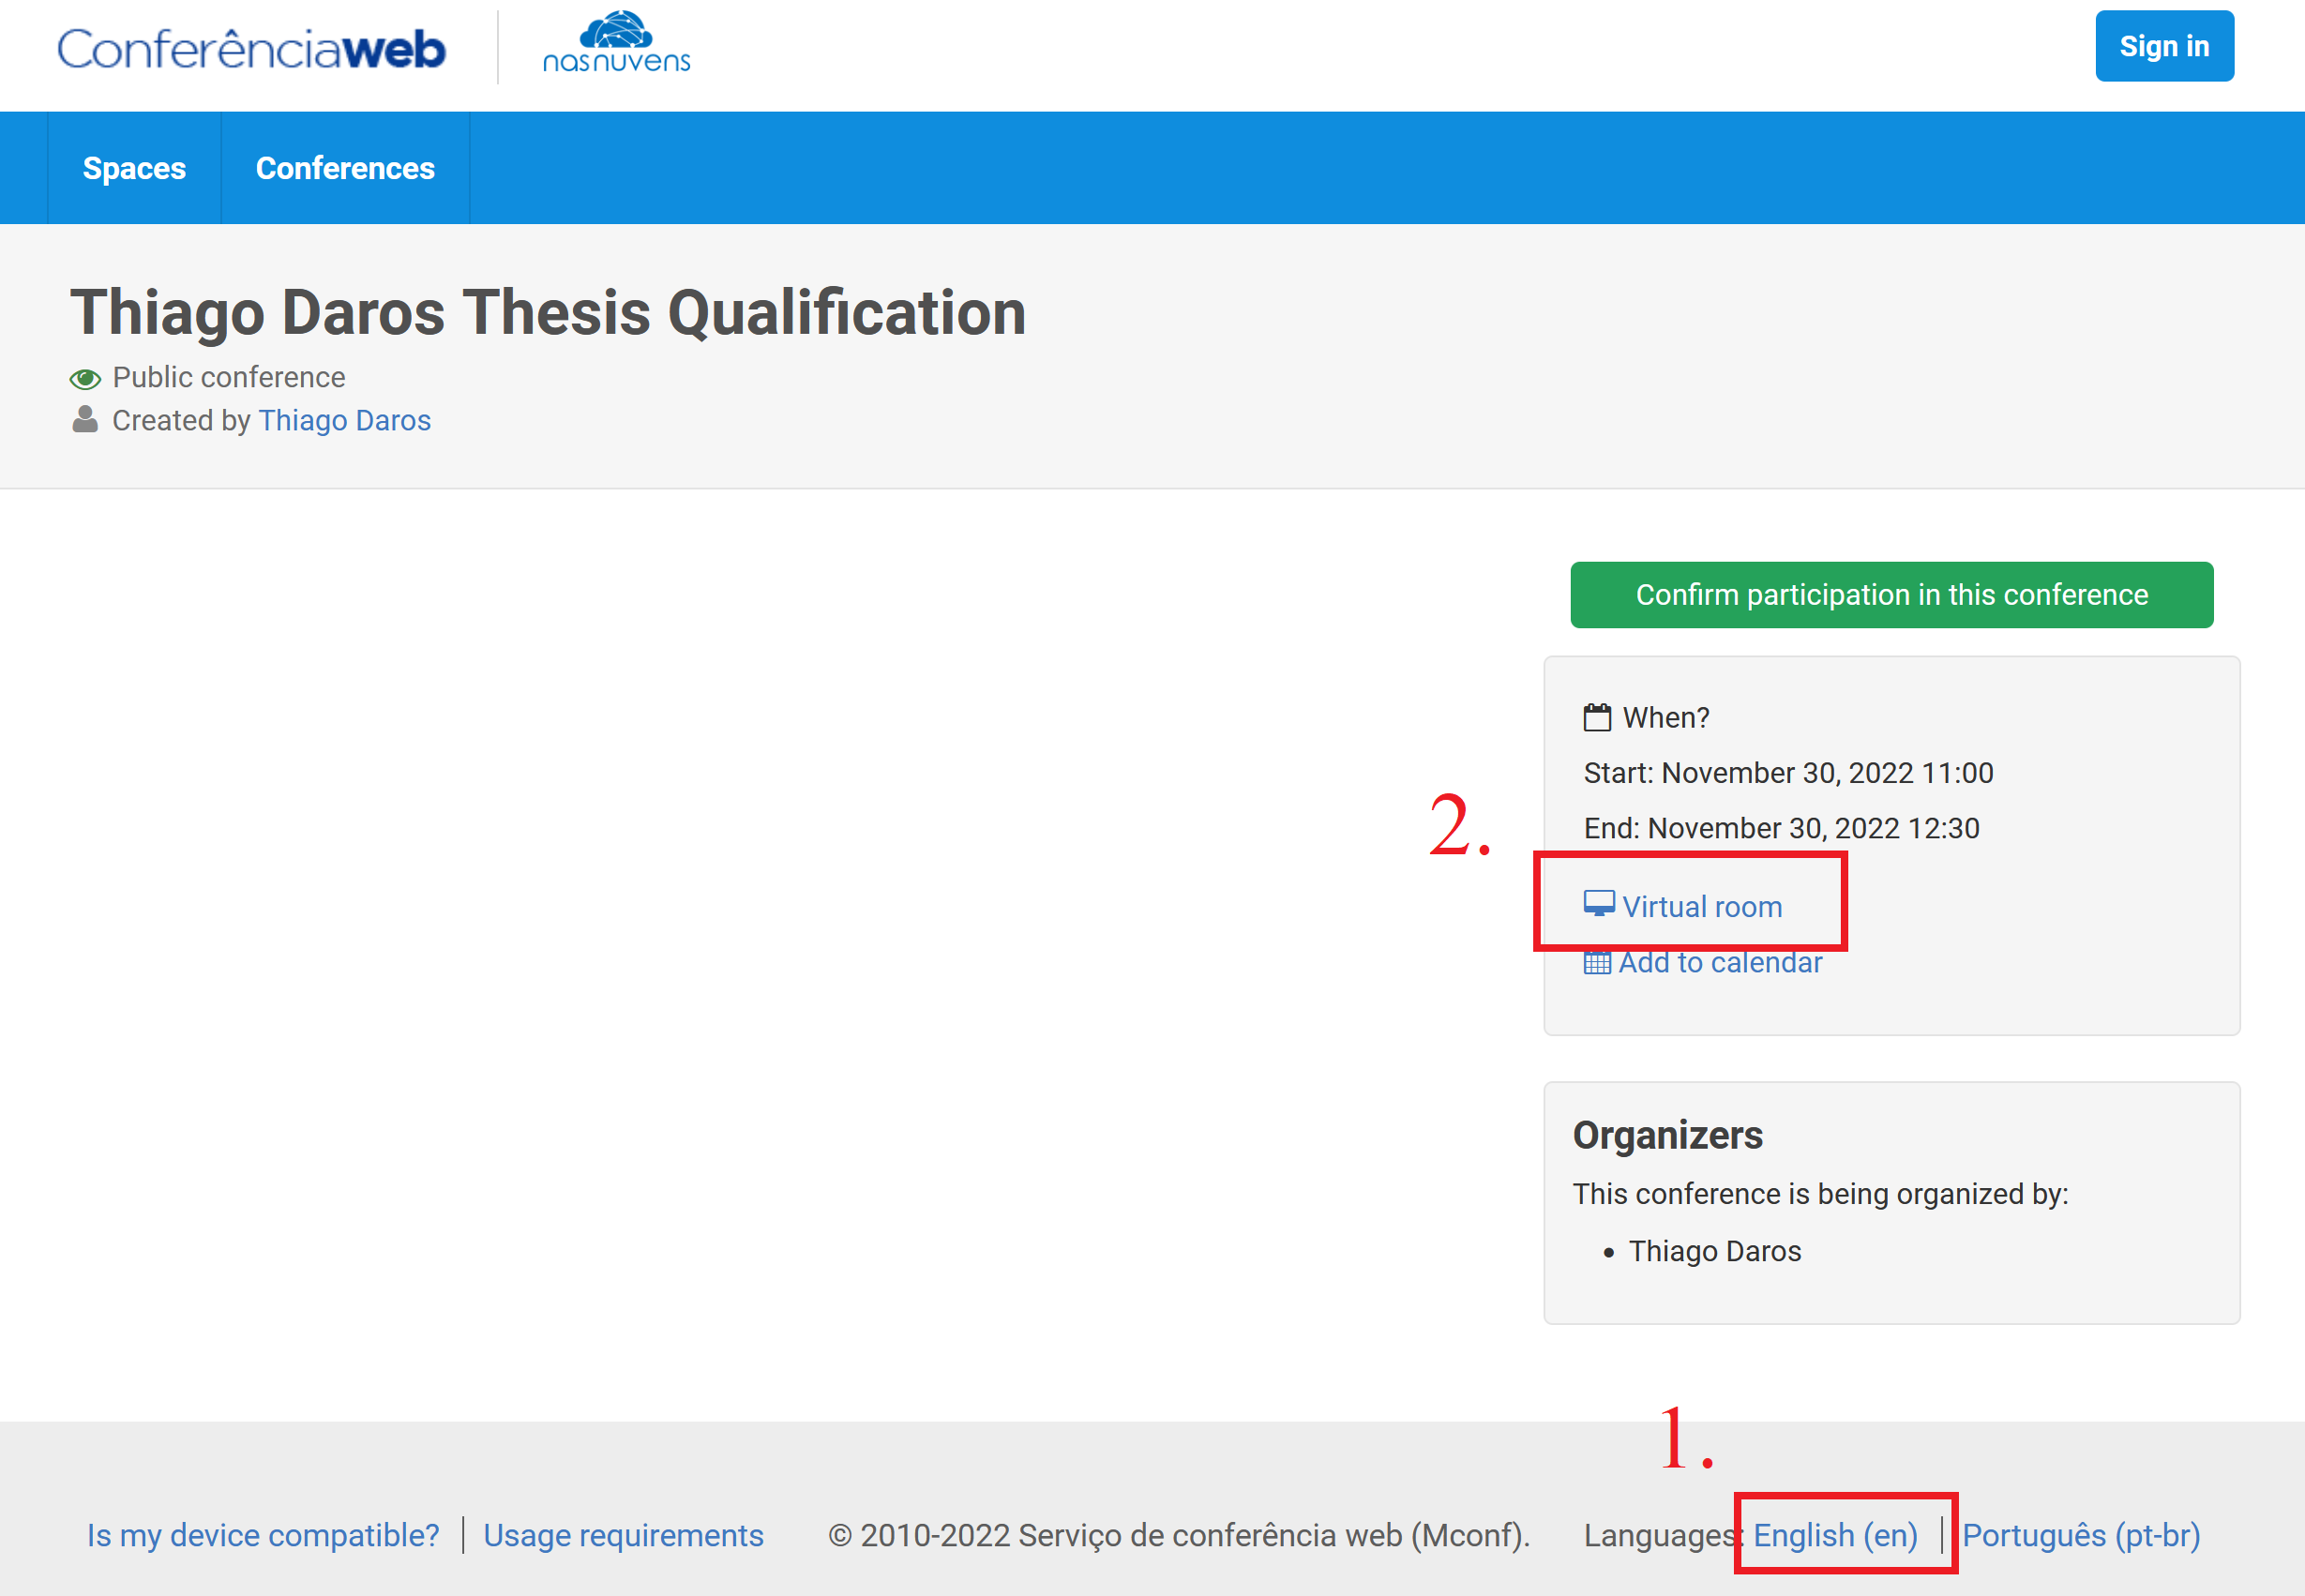 Conferênciaweb
nasnuvens
Sign in
Spaces
Conferences
Thiago Daros Thesis Qualification
Public conference
Created by Thiago Daros
Confirm participation in this conference
When?
Start: November 30, 2022 11:00
End: November 30, 2022 12:30
2.
Virtual room
Add to calendar
Organizers
This conference is being organized by:
• Thiago Daros
1.
Is my device compatible? | Usage requirements © 2010-2022 Serviço de conferência web (Mconf). Languages: English (en) | Português (pt-br)